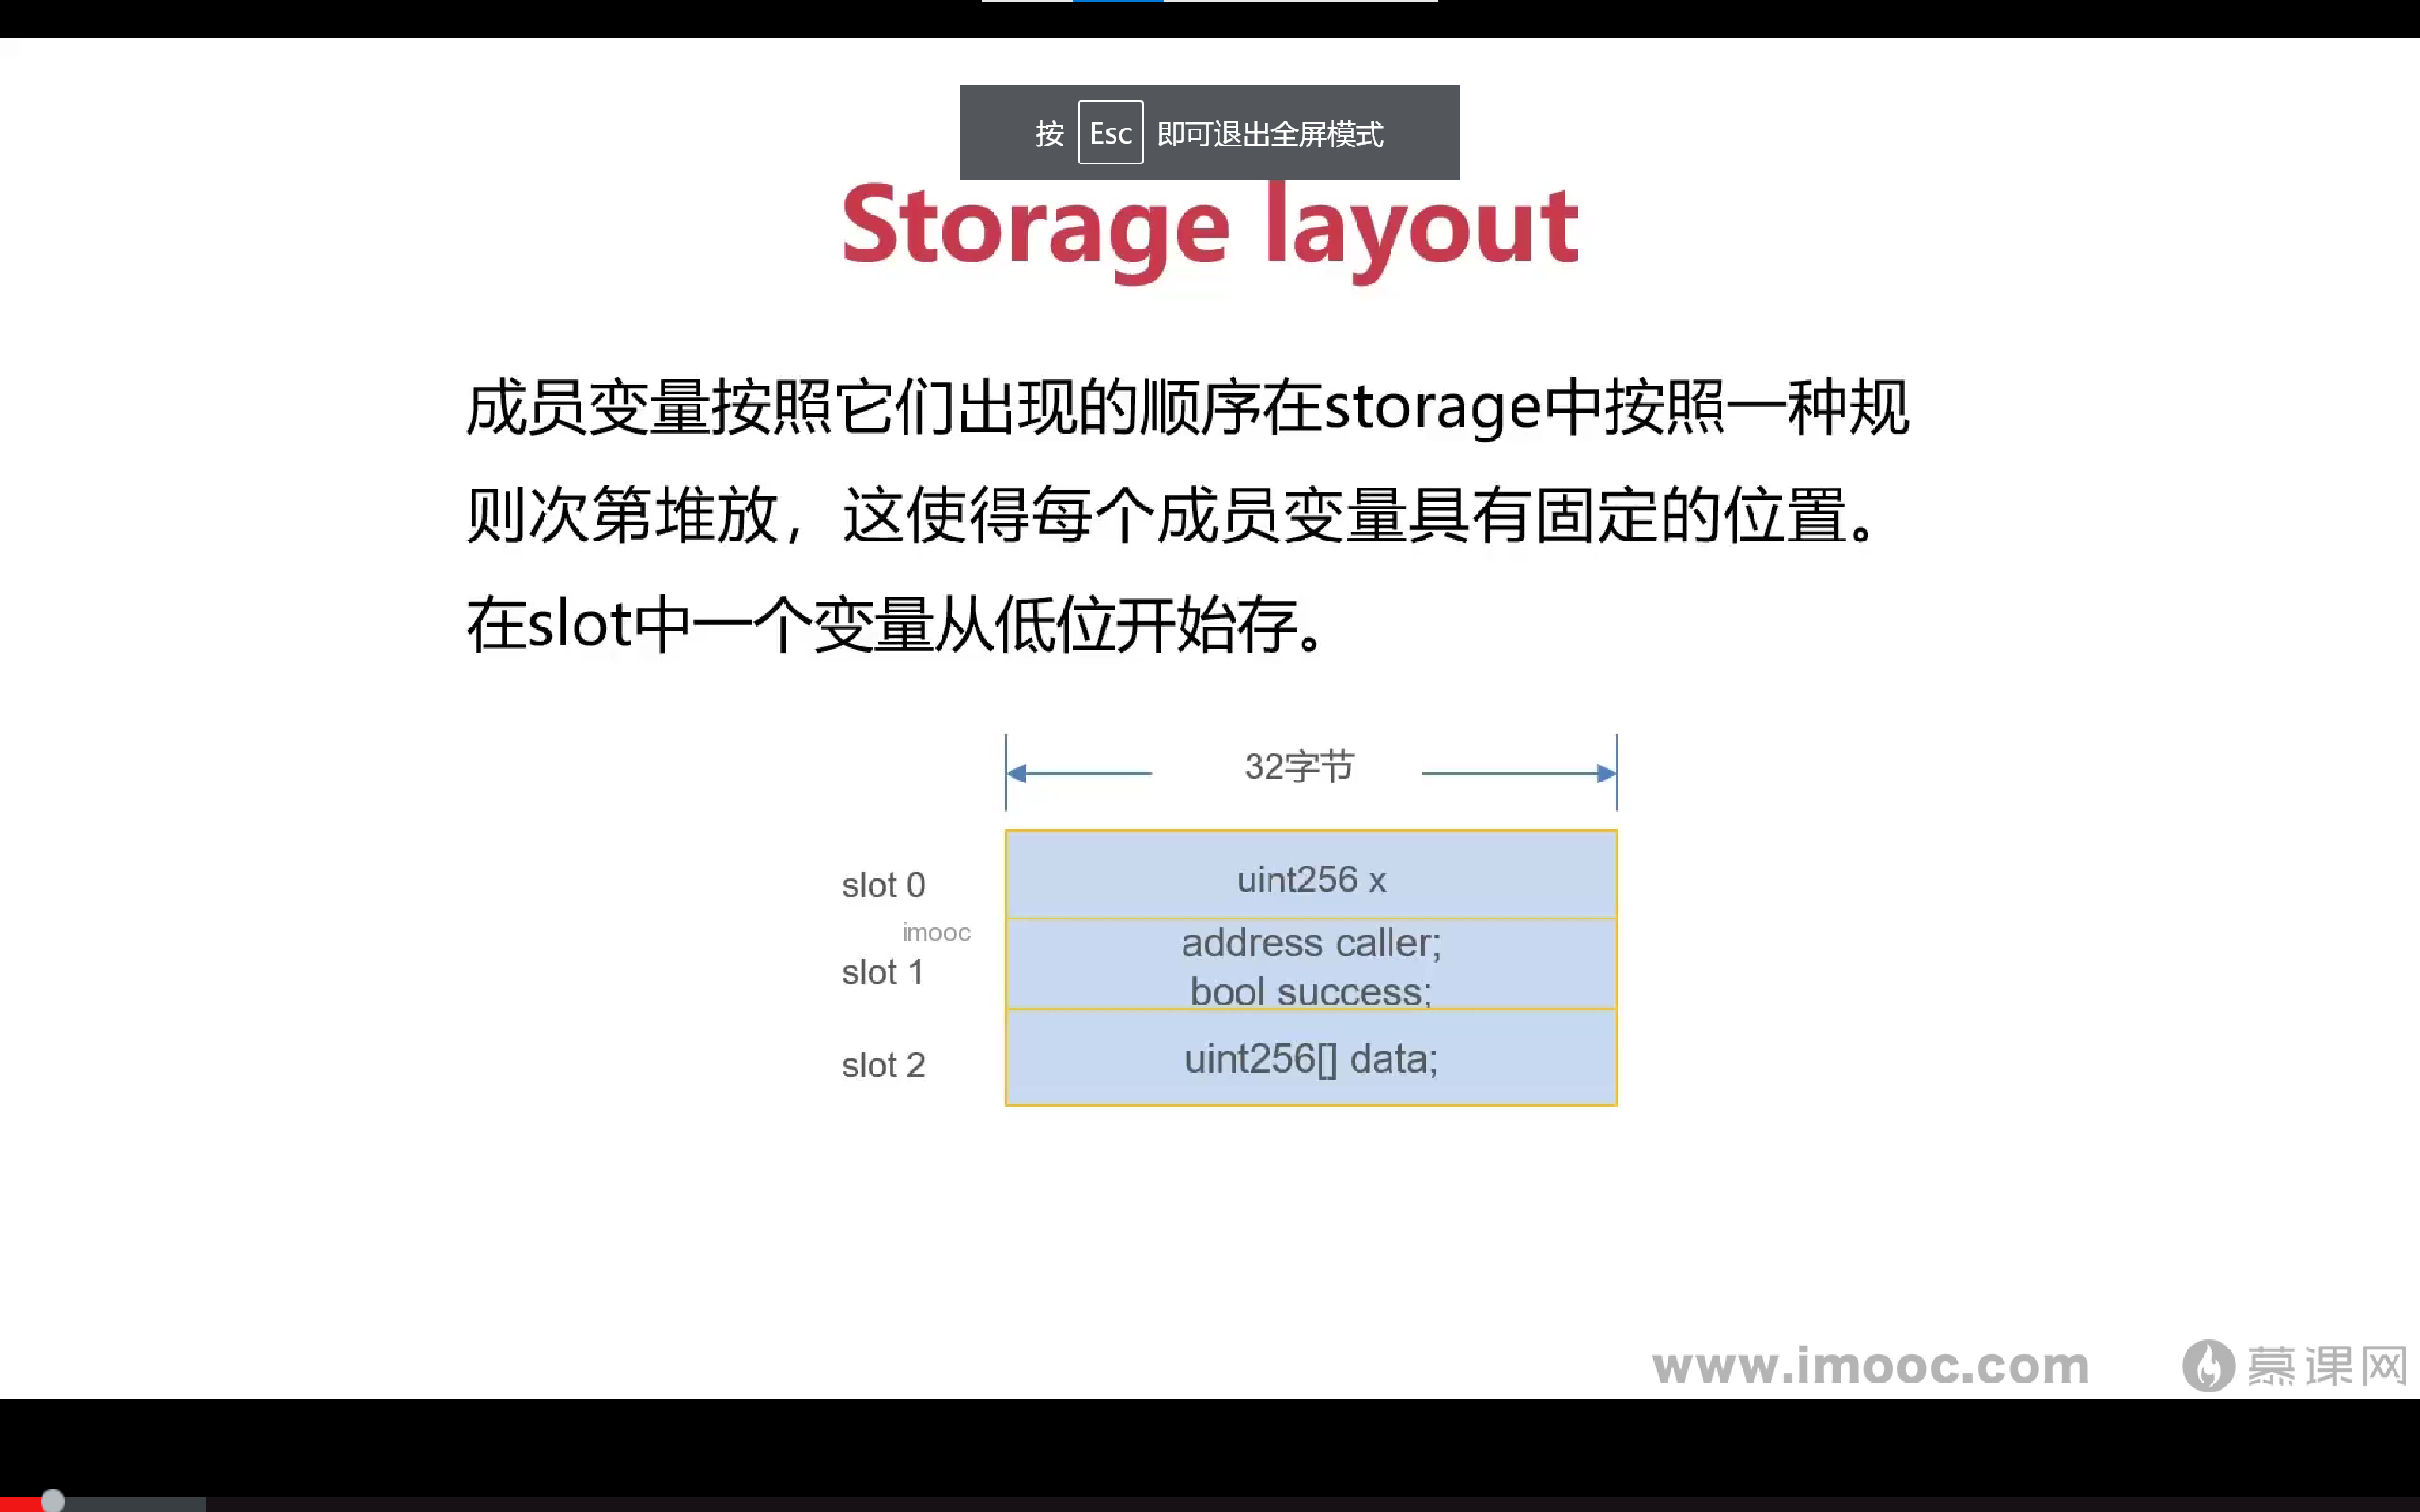 按 Esc 即可退出全屏模式
Storage layout
成员变量按照它们出现的顺序在storage中按照一种规
则次第堆放，这使得每个成员变量具有固定的位置。
在slot中一个变量从低位开始存。
32字节
slot 0
uint256 x
imooc
slot 1
address caller;
bool success;
slot 2
uint256[] data;
www.imooc.com
慕课网